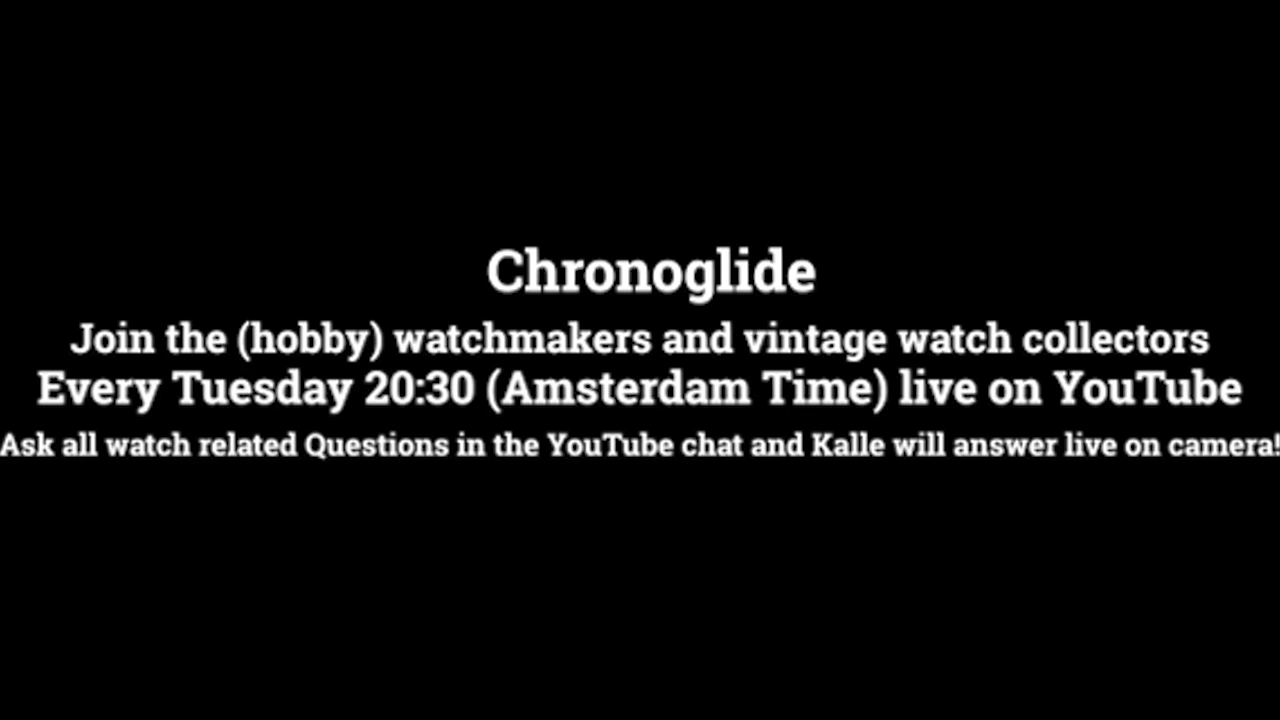 Chronoglide
Join the (hobby) watchmakers and vintage watch collectors
Every Tuesday 20:30 (Amsterdam Time) live on YouTube
Ask all watch related Questions in the YouTube chat and Kalle will answer live on camera!